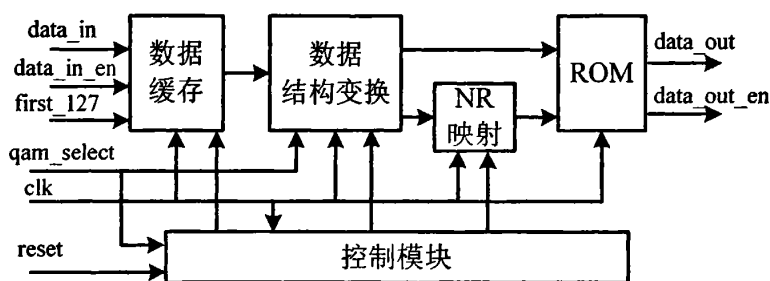 data_in
data_in_en
first_127
数据
缓存
数据
结构变换
NR
映射
ROM
data_out
data_out_en
qam_select
clk
reset
控制模块